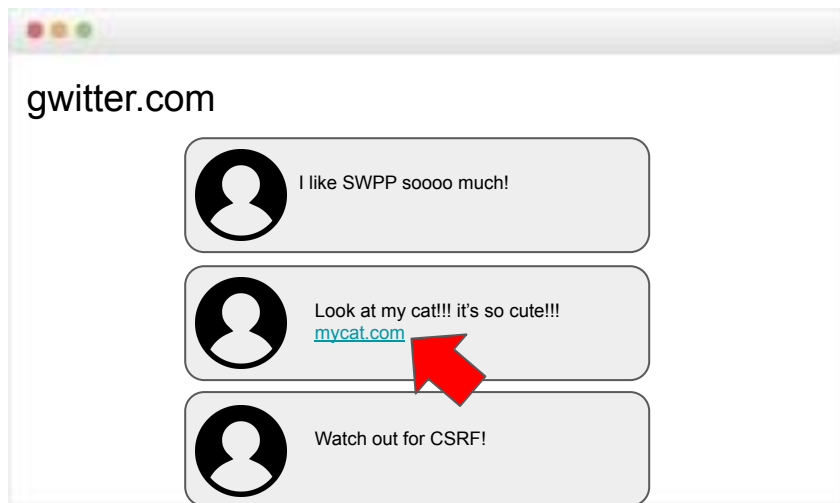 gwitter.com
I like SWPP soooo much!
Look at my cat!!! it’s so cute!!!
mycat.com
Watch out for CSRF!